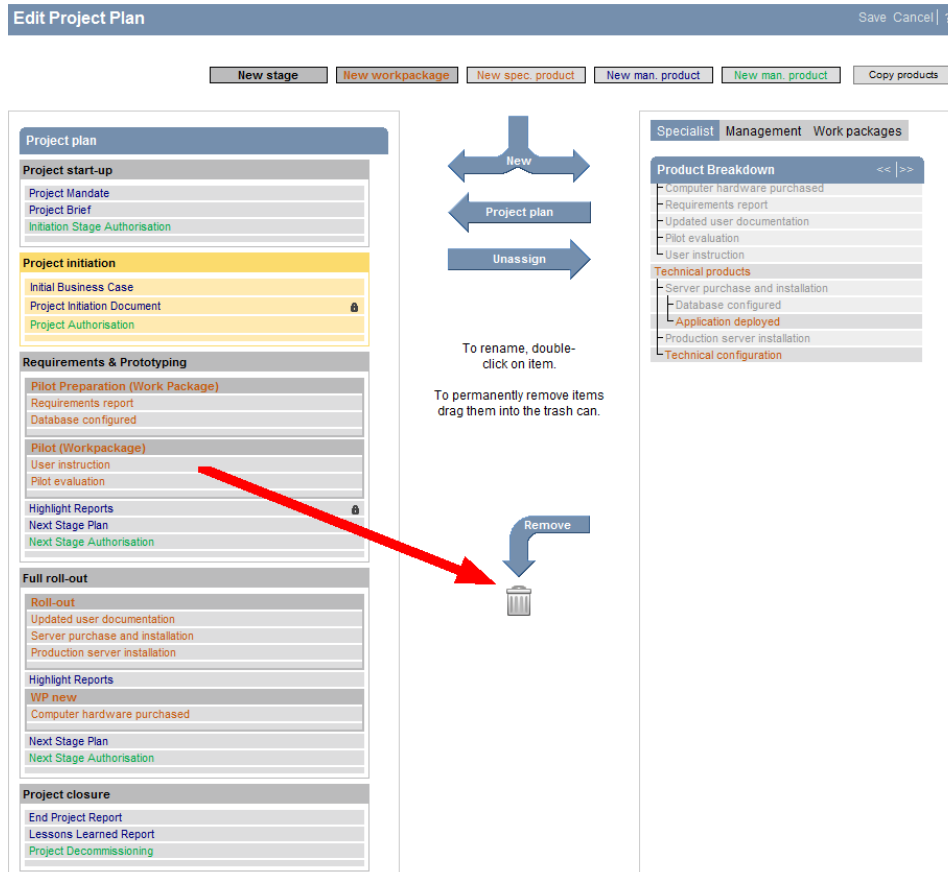 Edit Project Plan
Save Cancel
New stage
New workpackage
New spec. product
New man. product
New man. product
Copy products
Project plan
Project start-up
Project Mandate
Project Brief
Initiation Stage Authorisation
Project initiation
Initial Business Case
Project Initiation Document
Project Authorisation
Requirements & Prototyping
Pilot Preparation (Work Package)
Requirements report
Database configured
Pilot (Workpackage)
User instruction
Pilot evaluation
Highlight Reports
Next Stage Plan
Next Stage Authorisation
Full roll-out
Roll-out
Updated user documentation
Server purchase and installation
Production server installation
Highlight Reports
WP new
Computer hardware purchased
Next Stage Plan
Next Stage Authorisation
Project closure
End Project Report
Lessons Learned Report
Project Decommissioning
New
Project plan
Unassign
To rename, double-
click on item.
To permanently remove items
drag them into the trash can.
Remove
Specialist Management Work packages
Product Breakdown << | >>
Computer hardware purchased
Requirements report
Updated user documentation
Pilot evaluation
User instruction
Technical products
Server purchase and installation
Database configured
Application deployed
Production server installation
Technical configuration